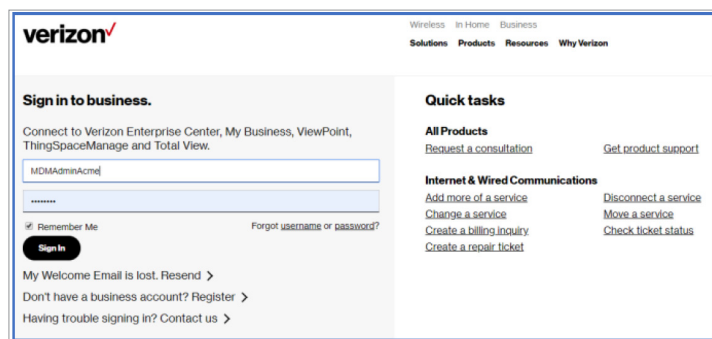 verizon✓
Wireless In Home Business
Solutions Products Resources Why Verizon
Sign in to business.
Connect to Verizon Enterprise Center, My Business, ViewPoint,
ThingSpaceManage and Total View.
MDMAdminAcme
••••••••
Remember Me
Forgot username or password?
Sign In
My Welcome Email is lost. Resend >
Don't have a business account? Register >
Having trouble signing in? Contact us >
Quick tasks
All Products
Request a consultation Get product support
Internet & Wired Communications
Add more of a service Disconnect a service
Change a service Move a service
Create a billing inquiry Check ticket status
Create a repair ticket